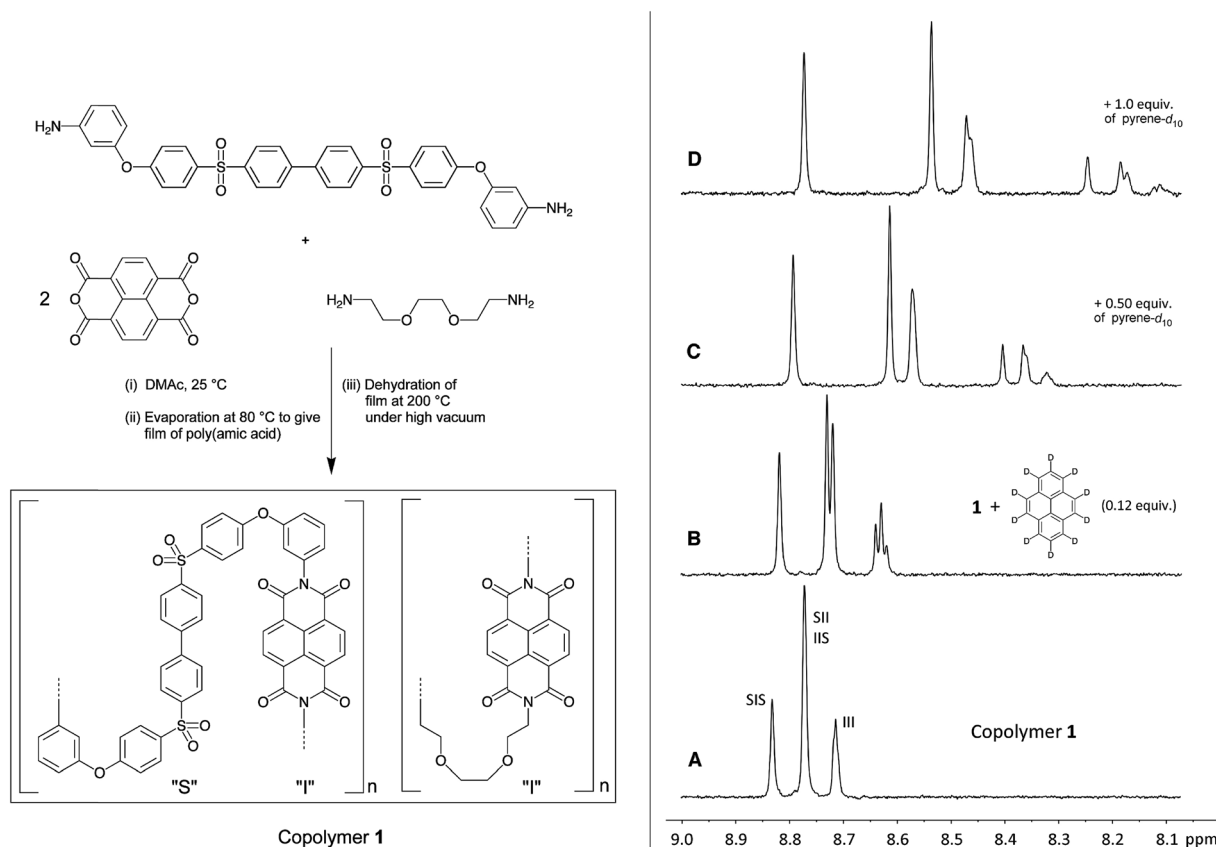 H₂N
O
O
S
O
O
S
O
O
NH₂
+
2
O
O
O
O
O
O
NH₂
O
O
NH₂
(i) DMAc, 25 °C
(ii) Evaporation at 80 °C to give
film of poly(amic acid)
(iii) Dehydration of
film at 200 °C
under high vacuum
O
O
S
O
O
N
O
O
O
N
O
O
S
O
O
"S"
"I"
n
O
N
O
O
N
O
O
O
"I"
n
Copolymer 1
D
+ 1.0 equiv.
of pyrene-d₁₀
C
+ 0.50 equiv.
of pyrene-d₁₀
B
1 +
D
D
D
D
D
D
D
D
D
D
(0.12 equiv.)
A
SIS
SII
IIS
III
Copolymer 1
9.0 8.9 8.8 8.7 8.6 8.5 8.4 8.3 8.2 8.1 ppm